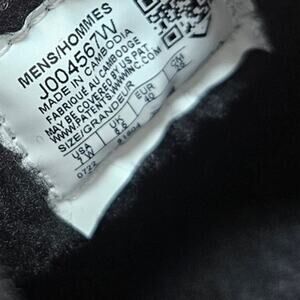 MENS/HOMMES
J004567W
MADE IN CAMBODIA
FABRIQUÉ AU CAMBODGE
MAY BE COVERED BY US PAT.
SIZE/GRANDEUR
USA UK EUR CM
W
0722